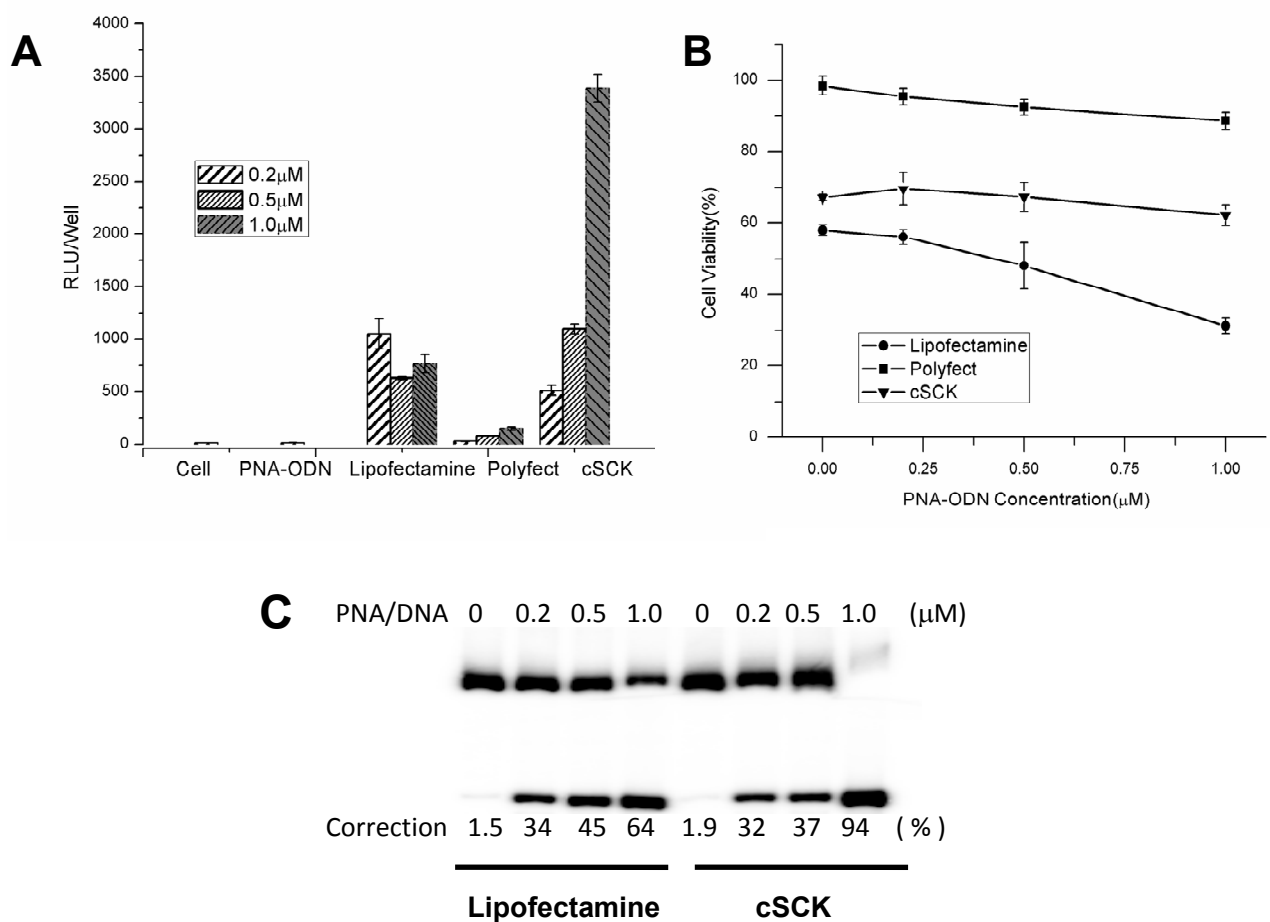 A
RLU/Well
4000
3500
3000
2500
2000
1500
1000
500
0
0.2μM
0.5μM
1.0μM
Cell PNA-ODN Lipofectamine Polyfect cSCK
B
Cell Viability(%)
100
80
60
40
20
0
Lipofectamine
Polyfect
cSCK
0.00 0.25 0.50 0.75 1.00
PNA-ODN Concentration(μM)
C
PNA/DNA 0 0.2 0.5 1.0 0 0.2 0.5 1.0 (μM)
Correction 1.5 34 45 64 1.9 32 37 94 ( % )
Lipofectamine cSCK